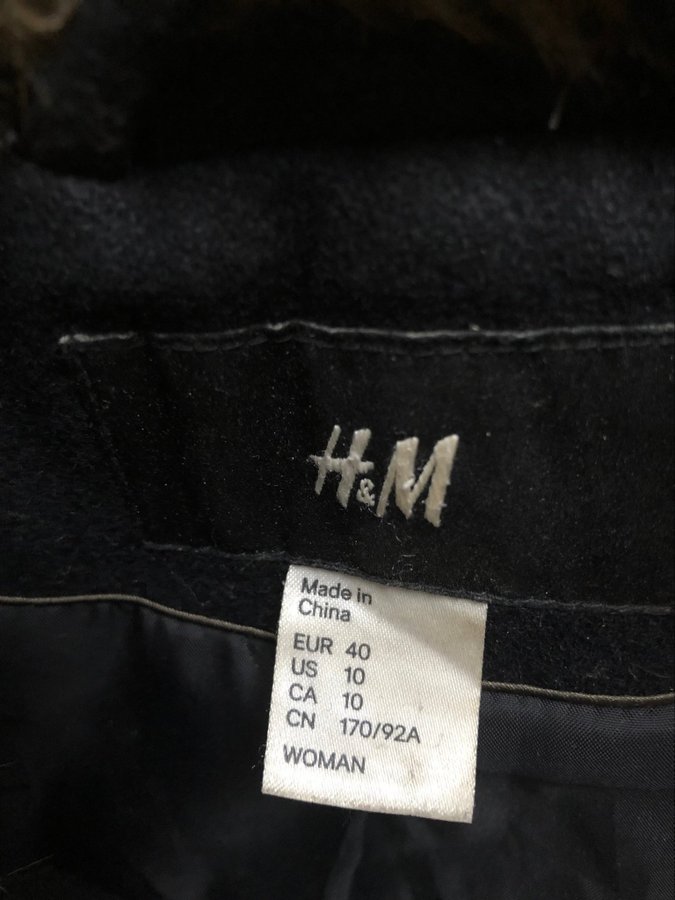 H&M
Made in
China
EUR 40
US 10
CA 10
CN 170/92A
WOMAN